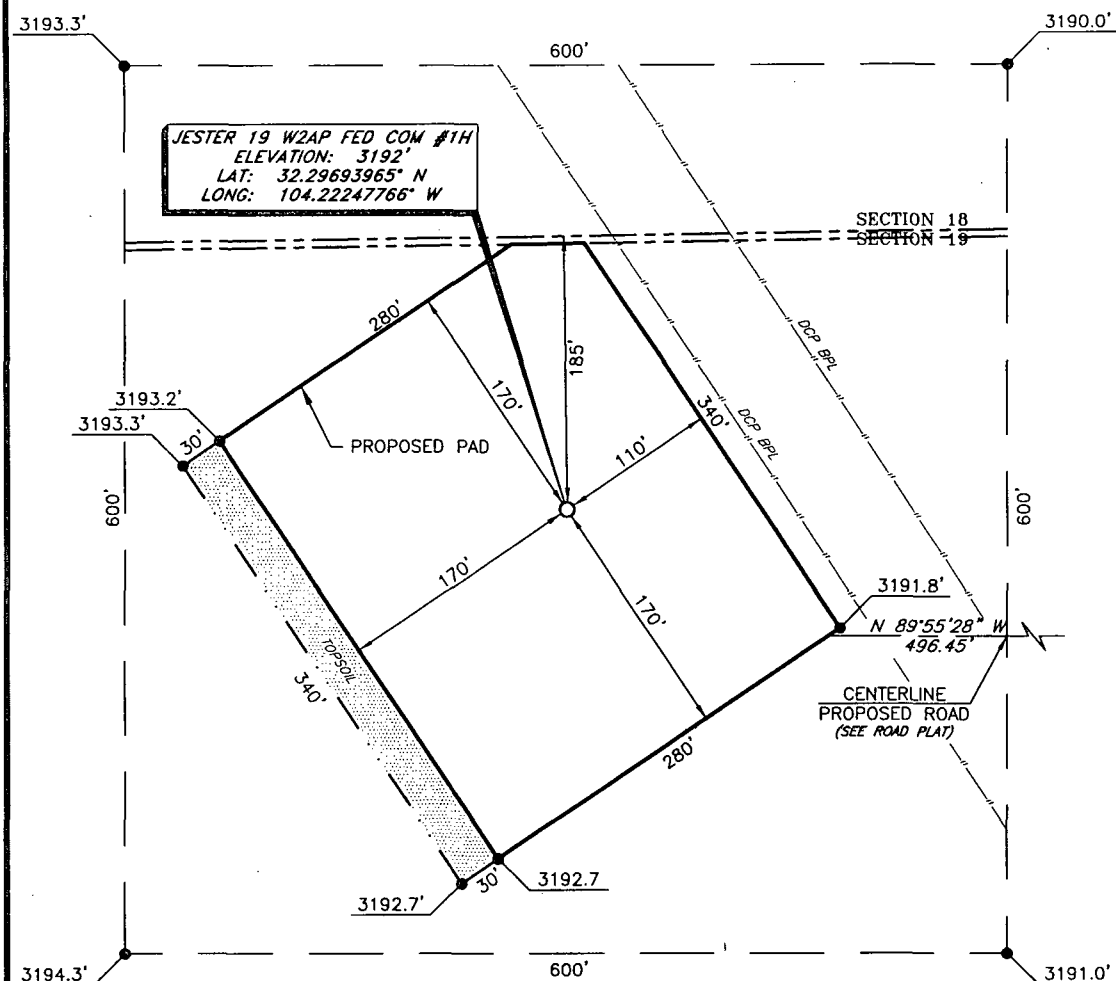 3193.3'
3190.0'
600'
JESTER 19 W2AP FED COM #1H
ELEVATION: 3192'
LAT: 32.29693965° N
LONG: 104.22247766° W
SECTION 18
SECTION 19
280'
185'
DCP BPL
170'
3193.2'
340'
DCP BPL
3193.3'
30'
PROPOSED PAD
110'
600'
600'
170'
170'
3191.8'
N 89°55'28" W
496.45'
TOPSOIL
340'
CENTERLINE
PROPOSED ROAD
(SEE ROAD PLAT)
280'
30'
3192.7
3192.7'
3194.3'
600'
3191.0'